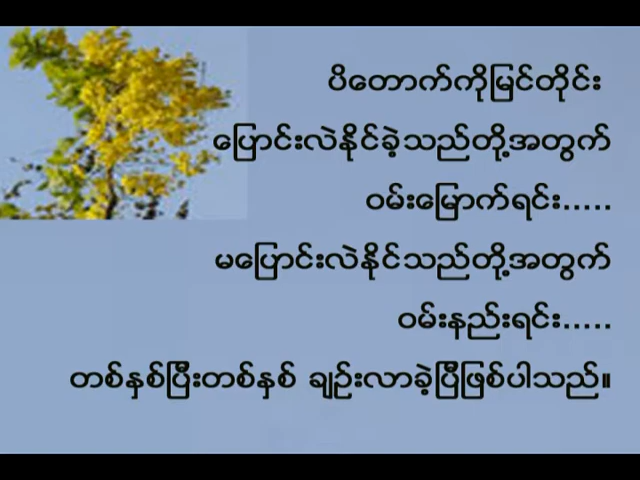 ပိတောက်ကိုမြင်တိုင်း
ပြောင်းလဲနိုင်ခဲ့သည်တို့အတွက်
ဝမ်းမြောက်ရင်း.....
မပြောင်းလဲနိုင်သည်တို့အတွက်
ဝမ်းနည်းရင်း.....
တစ်နှစ်ပြီးတစ်နှစ် ချဉ်းလာခဲ့ပြီဖြစ်ပါသည်။